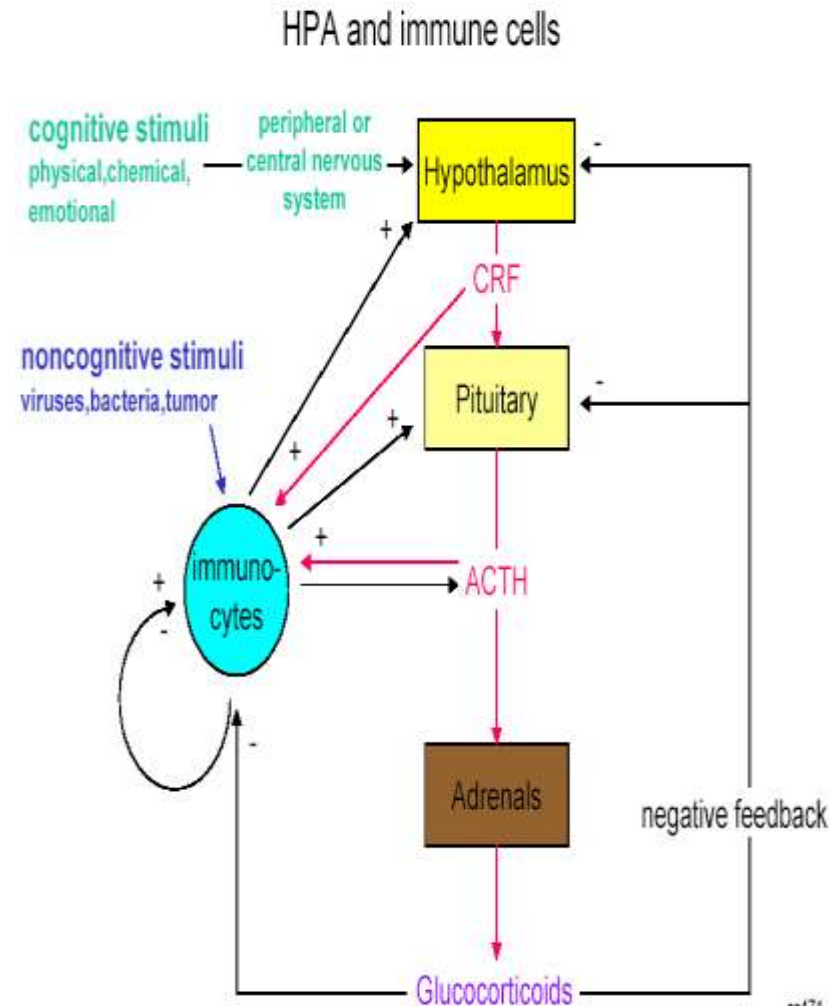 HPA and immune cells
cognitive stimuli
physical,chemical,
emotional
peripheral or
central nervous
system
Hypothalamus
-
+
CRF
noncognitive stimuli
viruses,bacteria,tumor
Pituitary
-
+
+
+
immuno-
cytes
ACTH
+
-
-
Adrenals
negative feedback
Glucocorticoids